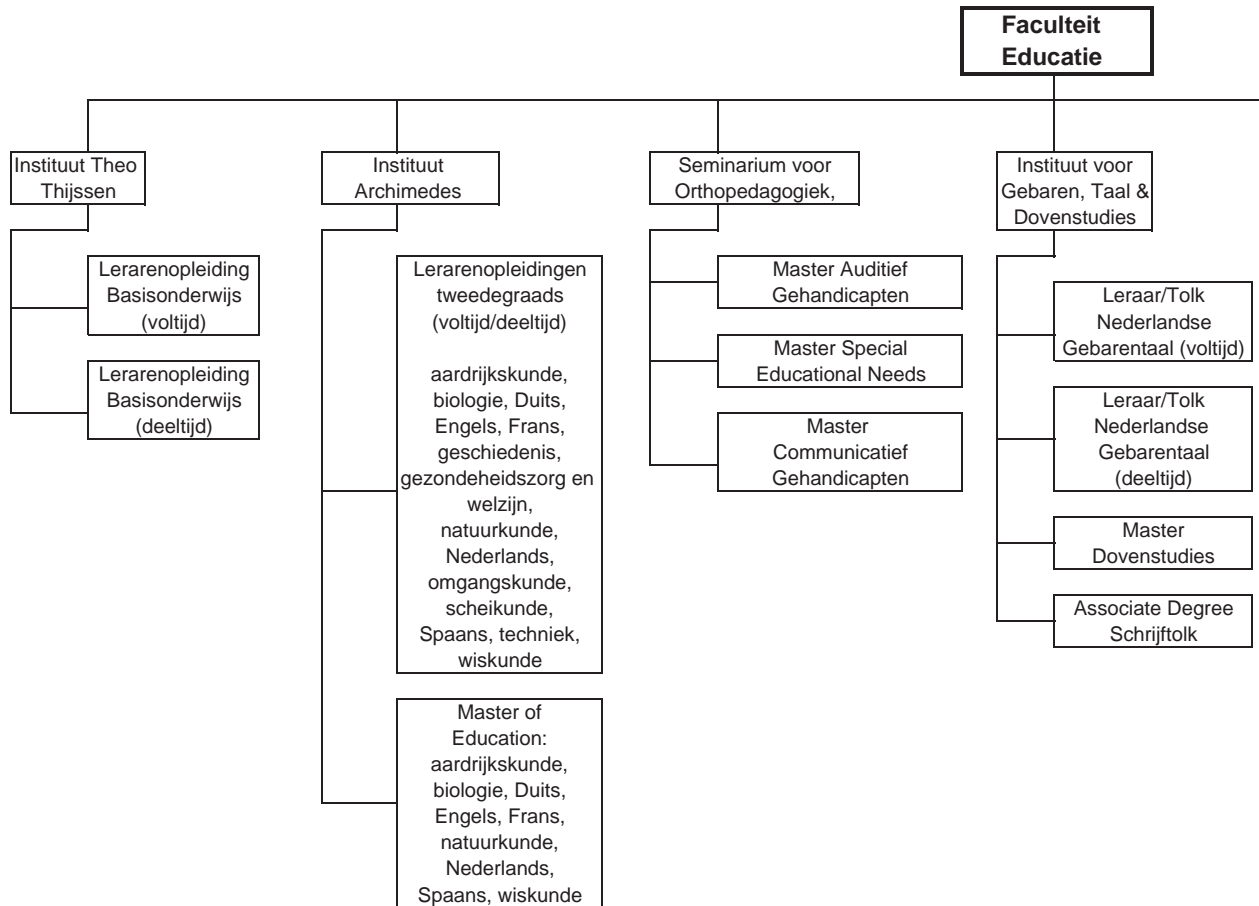 Faculteit
Educatie
Instituut Theo
Thijssen
Instituut
Archimedes
Seminarium voor
Orthopedagogiek,
Instituut voor
Gebaren, Taal &
Dovenstudies
Lerarenopleiding
Basisonderwijs
(voltijd)
Lerarenopleiding
Basisonderwijs
(deeltijd)
Lerarenopleidingen
tweedegraads
(voltijd/deeltijd)
aardrijkskunde,
biologie, Duits,
Engels, Frans,
geschiedenis,
gezondeheidszorg en
welzijn,
natuurkunde,
Nederlands,
omgangskunde,
scheikunde,
Spaans, techniek,
wiskunde
Master of
Education:
aardrijkskunde,
biologie, Duits,
Engels, Frans,
natuurkunde,
Nederlands,
Spaans, wiskunde
Master Auditief
Gehandicapten
Master Special
Educational Needs
Master
Communicatief
Gehandicapten
Leraar/Tolk
Nederlandse
Gebarentaal (voltijd)
Leraar/Tolk
Nederlandse
Gebarentaal
(deeltijd)
Master
Dovenstudies
Associate Degree
Schrijftolk